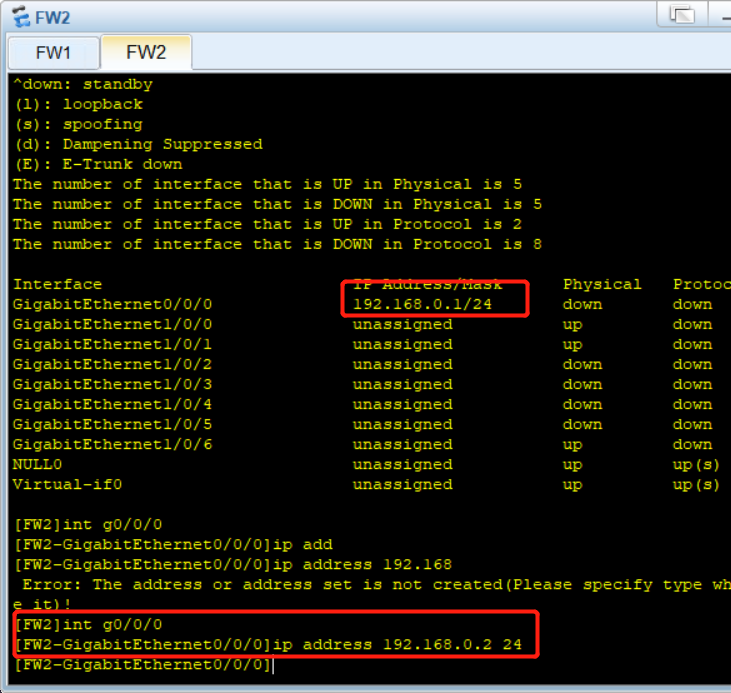 FW2
FW1 FW2
^down: standby
(l): loopback
(s): spoofing
(d): Dampening Suppressed
(E): E-Trunk down
The number of interface that is UP in Physical is 5
The number of interface that is DOWN in Physical is 5
The number of interface that is UP in Protocol is 2
The number of interface that is DOWN in Protocol is 8
Interface IP Address/Mask Physical Protoc
GigabitEthernet0/0/0 192.168.0.1/24 down down
GigabitEthernet1/0/0 unassigned up down
GigabitEthernet1/0/1 unassigned up down
GigabitEthernet1/0/2 unassigned down down
GigabitEthernet1/0/3 unassigned down down
GigabitEthernet1/0/4 unassigned down down
GigabitEthernet1/0/5 unassigned down down
GigabitEthernet1/0/6 unassigned up down
NULL0 unassigned up up(s)
Virtual-if0 unassigned up up(s)
[FW2]int g0/0/0
[FW2-GigabitEthernet0/0/0]ip add
[FW2-GigabitEthernet0/0/0]ip address 192.168
Error: The address or address set is not created(Please specify type wh
e it)!
[FW2]int g0/0/0
[FW2-GigabitEthernet0/0/0]ip address 192.168.0.2 24
[FW2-GigabitEthernet0/0/0]